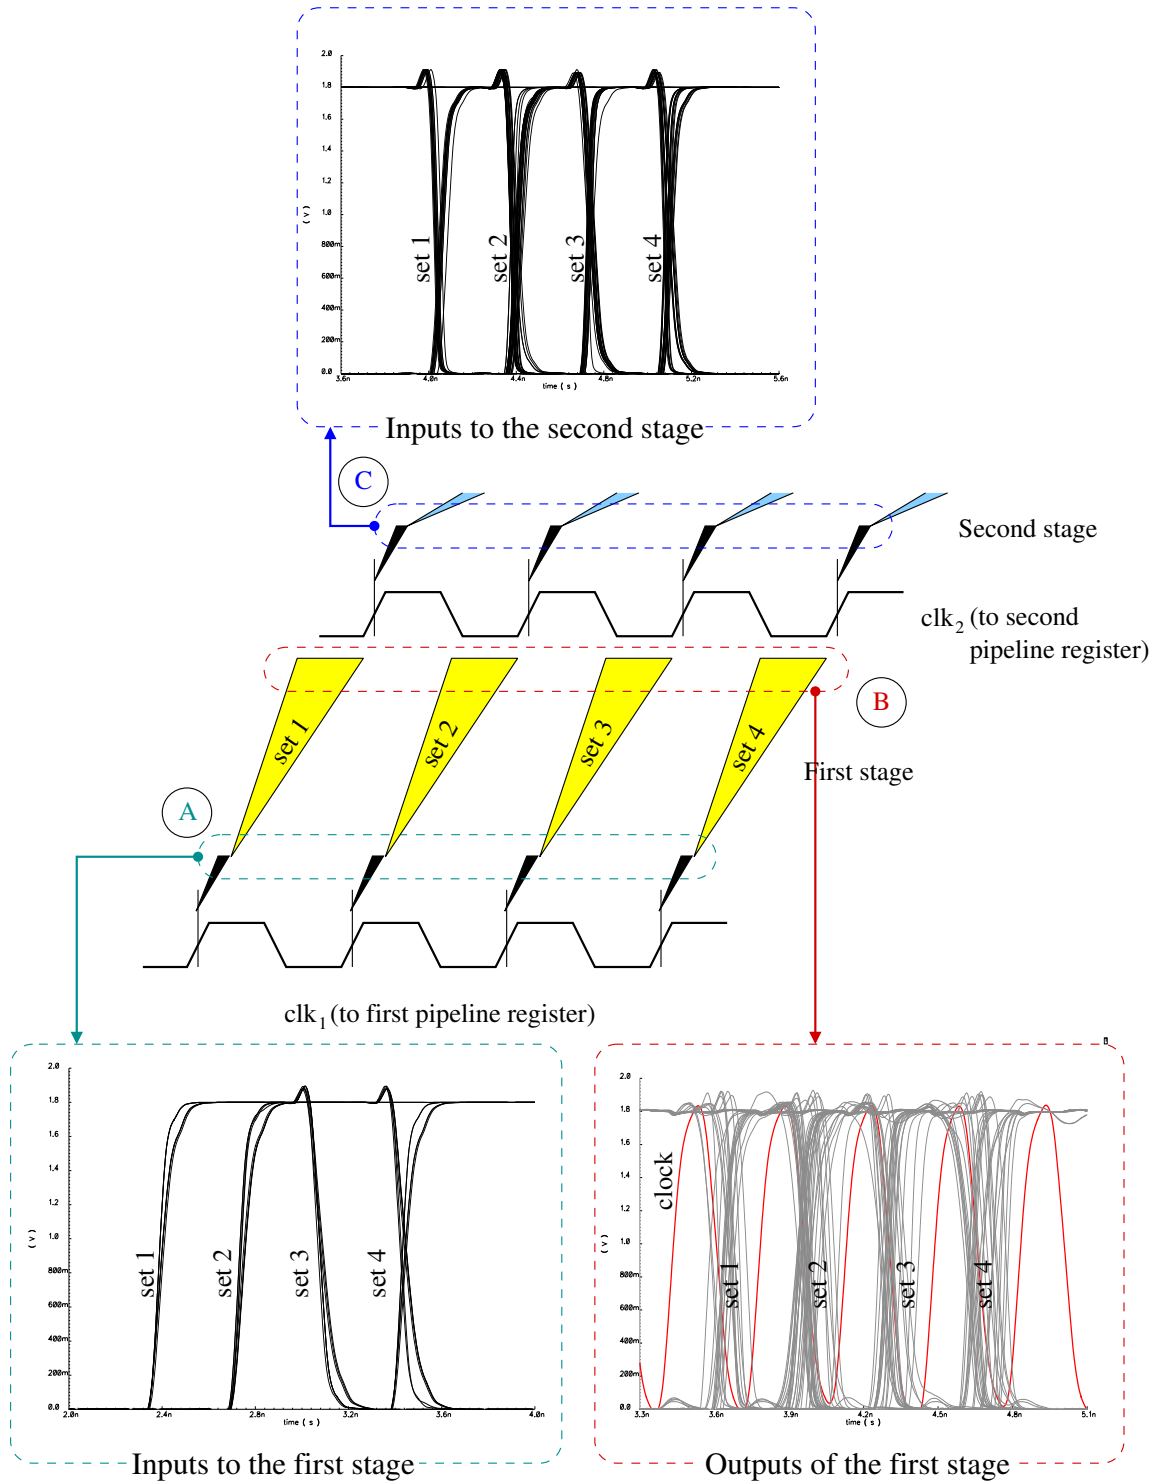 2.0
1.8
1.6
1.4
1.2
1.0
( V )
800m
600m
400m
200m
0.0
set 1
set 2
set 3
set 4
3.6n
4.0n
4.4n
4.8n
5.2n
5.6n
time ( s )
Inputs to the second stage
C
Second stage
clk2 (to second
pipeline register)
B
set 1
set 2
set 3
set 4
First stage
A
clk1 (to first pipeline register)
2.0
1.8
1.6
1.4
1.2
1.0
( V )
800m
600m
400m
200m
0.0
set 1
set 2
set 3
set 4
2.0n
2.4n
2.8n
3.2n
3.6n
4.0n
time ( s )
Inputs to the first stage
2.0
1.8
1.6
1.4
1.2
1.0
( V )
800m
600m
400m
200m
0.0
clock
set 1
set 2
set 3
set 4
3.3n
3.6n
3.9n
4.2n
4.5n
4.8n
5.1n
time ( s )
Outputs of the first stage